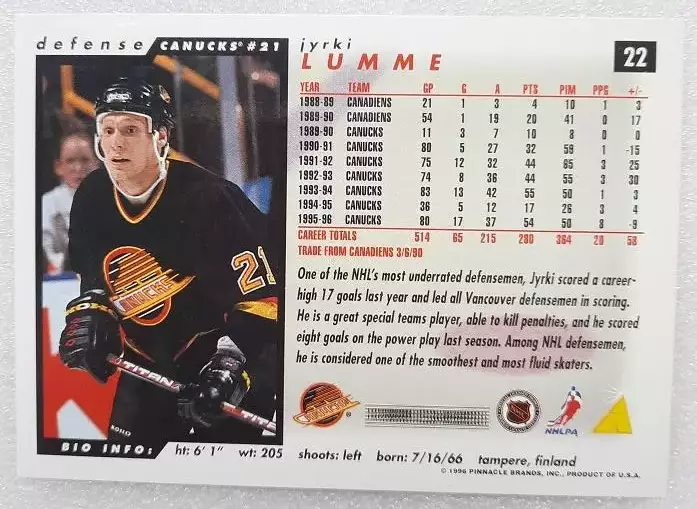 defense CANUCKS® #21
jyrki
LUMME
22
YEAR TEAM GP G A PTS PIM PPG +/-
1988-89 CANADIENS 21 1 3 4 10 1 3
1989-90 CANADIENS 54 1 19 20 41 0 17
1989-90 CANUCKS 11 3 7 10 8 0 0
1990-91 CANUCKS 80 5 27 32 59 1 -15
1991-92 CANUCKS 75 12 32 44 65 3 25
1992-93 CANUCKS 74 8 36 44 55 3 30
1993-94 CANUCKS 83 13 42 55 50 1 3
1994-95 CANUCKS 36 5 12 17 26 3 4
1995-96 CANUCKS 80 17 37 54 50 8 -9
CAREER TOTALS 514 65 215 280 364 20 58
TRADE FROM CANADIENS 3/6/90
One of the NHL's most underrated defensemen, Jyrki scored a career-
high 17 goals last year and led all Vancouver defensemen in scoring.
He is a great special teams player, able to kill penalties, and he scored
eight goals on the power play last season. Among NHL defensemen,
he is considered one of the smoothest and most fluid skaters.
21
CANUCKS
TITAN
TITAN
KOHO
CANUCKS ®
NHL
NHLPA
BIO INFO: ht: 6' 1" wt: 205 shoots: left born: 7/16/66 tampere, finland
© 1996 PINNACLE BRANDS, INC., PRODUCT OF U.S.A.